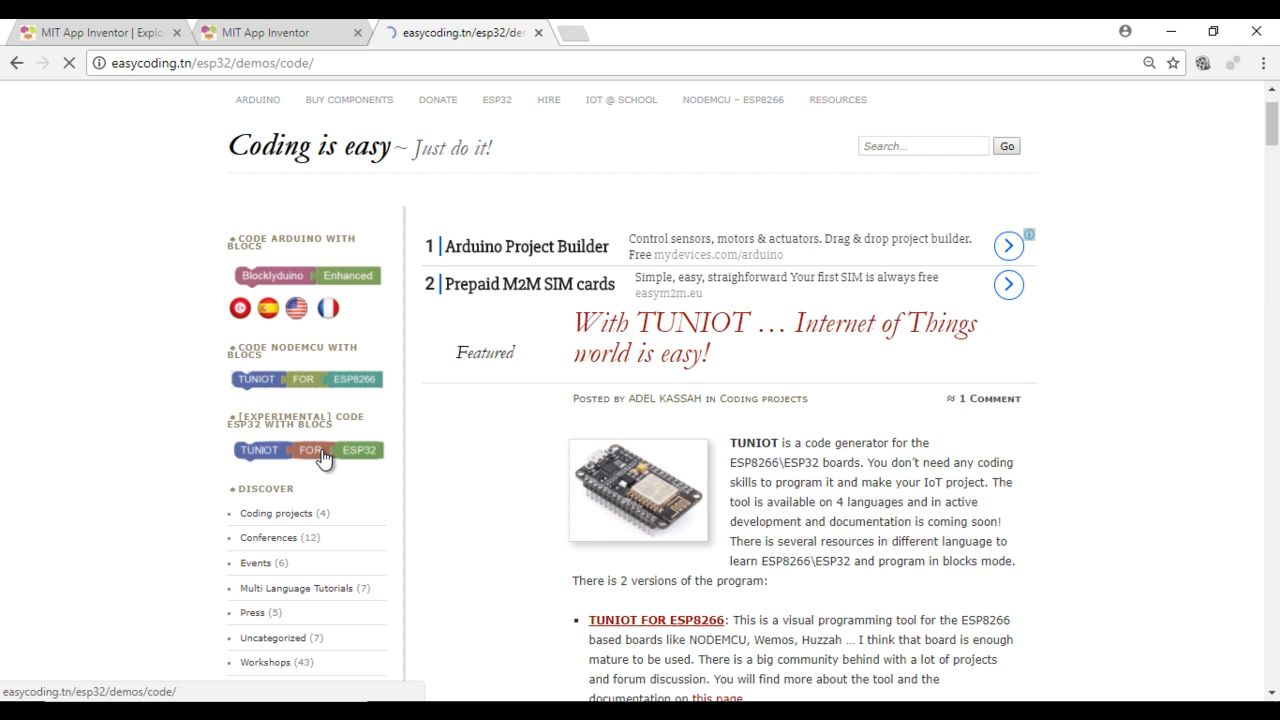 MIT App Inventor | Explo
MIT App Inventor
easycoding.tn/esp32/de
easycoding.tn/esp32/demos/code/
ARDUINO
BUY COMPONENTS
DONATE
ESP32
HIRE
IOT @ SCHOOL
NODEMCU – ESP8266
RESOURCES
Coding is easy ~ Just do it!
Search...
Go
CODE ARDUINO WITH
BLOCS
Blocklyduino Enhanced
CODE NODEMCU WITH
BLOCS
TUNIOT FOR ESP8266
[EXPERIMENTAL] CODE
ESP32 WITH BLOCS
TUNIOT FOR ESP32
DISCOVER
Coding projects (4)
Conferences (12)
Events (6)
Multi Language Tutorials (7)
Press (5)
Uncategorized (7)
Workshops (43)
1 Arduino Project Builder
Control sensors, motors & actuators. Drag & drop project builder.
Free mydevices.com/arduino
2 Prepaid M2M SIM cards
Simple, easy, straighforward Your first SIM is always free
easym2m.eu
With TUNIOT … Internet of Things
world is easy!
Featured
POSTED BY ADEL KASSAH IN CODING PROJECTS
≈ 1 COMMENT
TUNIOT is a code generator for the
ESP8266\ESP32 boards. You don't need any coding
skills to program it and make your IoT project. The
tool is available on 4 languages and in active
development and documentation is coming soon!
There is several resources in different language to
learn ESP8266\ESP32 and program in blocks mode.
There is 2 versions of the program:
TUNIOT FOR ESP8266: This is a visual programming tool for the ESP8266
based boards like NODEMCU, Wemos, Huzzah … I think that board is enough
mature to be used. There is a big community behind with a lot of projects
and forum discussion. You will find more about the tool and the
documentation on this page
easycoding.tn/esp32/demos/code/